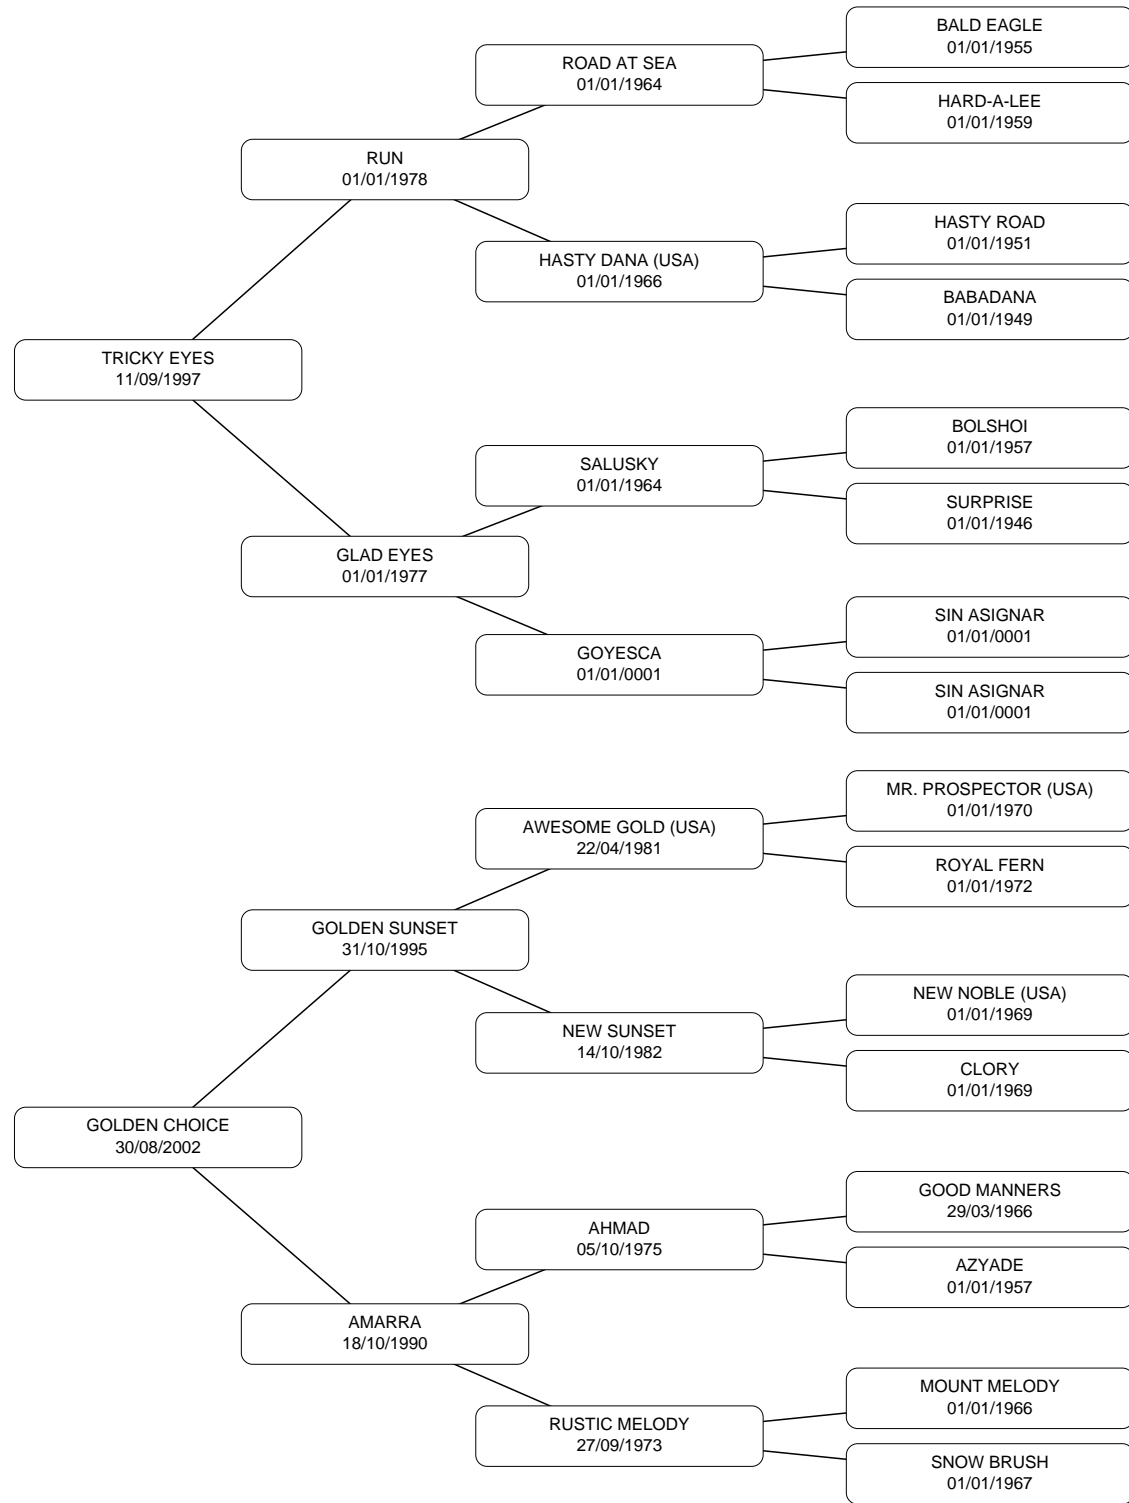 BALD EAGLE
01/01/1955
ROAD AT SEA
01/01/1964
HARD-A-LEE
01/01/1959
RUN
01/01/1978
HASTY ROAD
01/01/1951
HASTY DANA (USA)
01/01/1966
BABADANA
01/01/1949
TRICKY EYES
11/09/1997
BOLSHOI
01/01/1957
SALUSKY
01/01/1964
SURPRISE
01/01/1946
GLAD EYES
01/01/1977
SIN ASIGNAR
01/01/0001
GOYESCA
01/01/0001
SIN ASIGNAR
01/01/0001
MR. PROSPECTOR (USA)
01/01/1970
AWESOME GOLD (USA)
22/04/1981
ROYAL FERN
01/01/1972
GOLDEN SUNSET
31/10/1995
NEW NOBLE (USA)
01/01/1969
NEW SUNSET
14/10/1982
CLORY
01/01/1969
GOLDEN CHOICE
30/08/2002
GOOD MANNERS
29/03/1966
AHMAD
05/10/1975
AZYADE
01/01/1957
AMARRA
18/10/1990
MOUNT MELODY
01/01/1966
RUSTIC MELODY
27/09/1973
SNOW BRUSH
01/01/1967